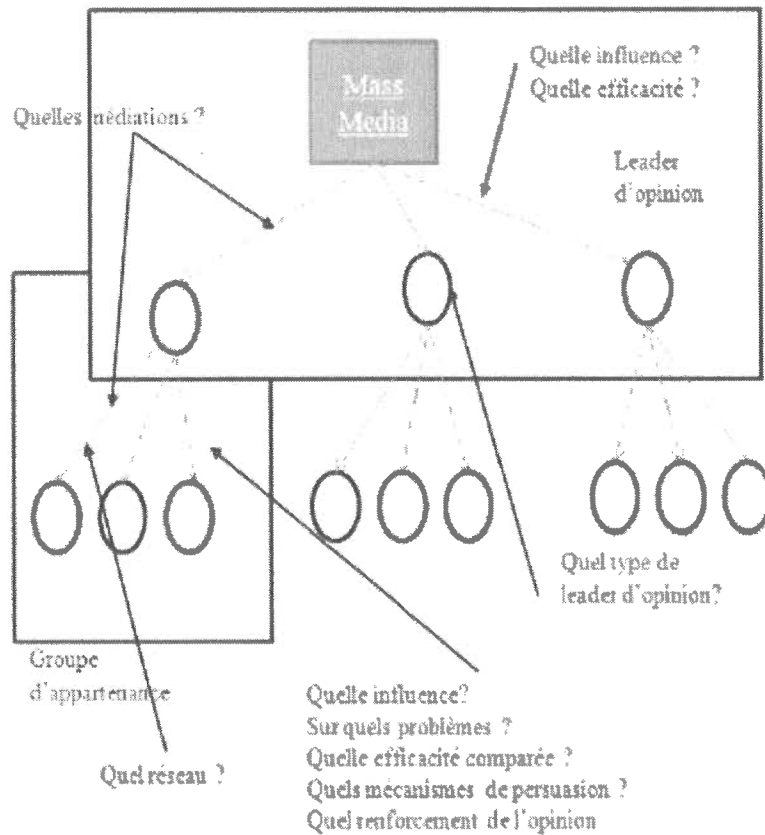 Mass
Media
Quelle influence ?
Quelle efficacité ?
Quelles médiations ?
Leader
d'opinion
Quel type de
leader d'opinion?
Groupe
d'appartenance
Quel réseau ?
Quelle influence?
Sur quels problèmes ?
Quelle efficacité comparée ?
Quels mécanismes de persuasion ?
Quel renforcement de l'opinion